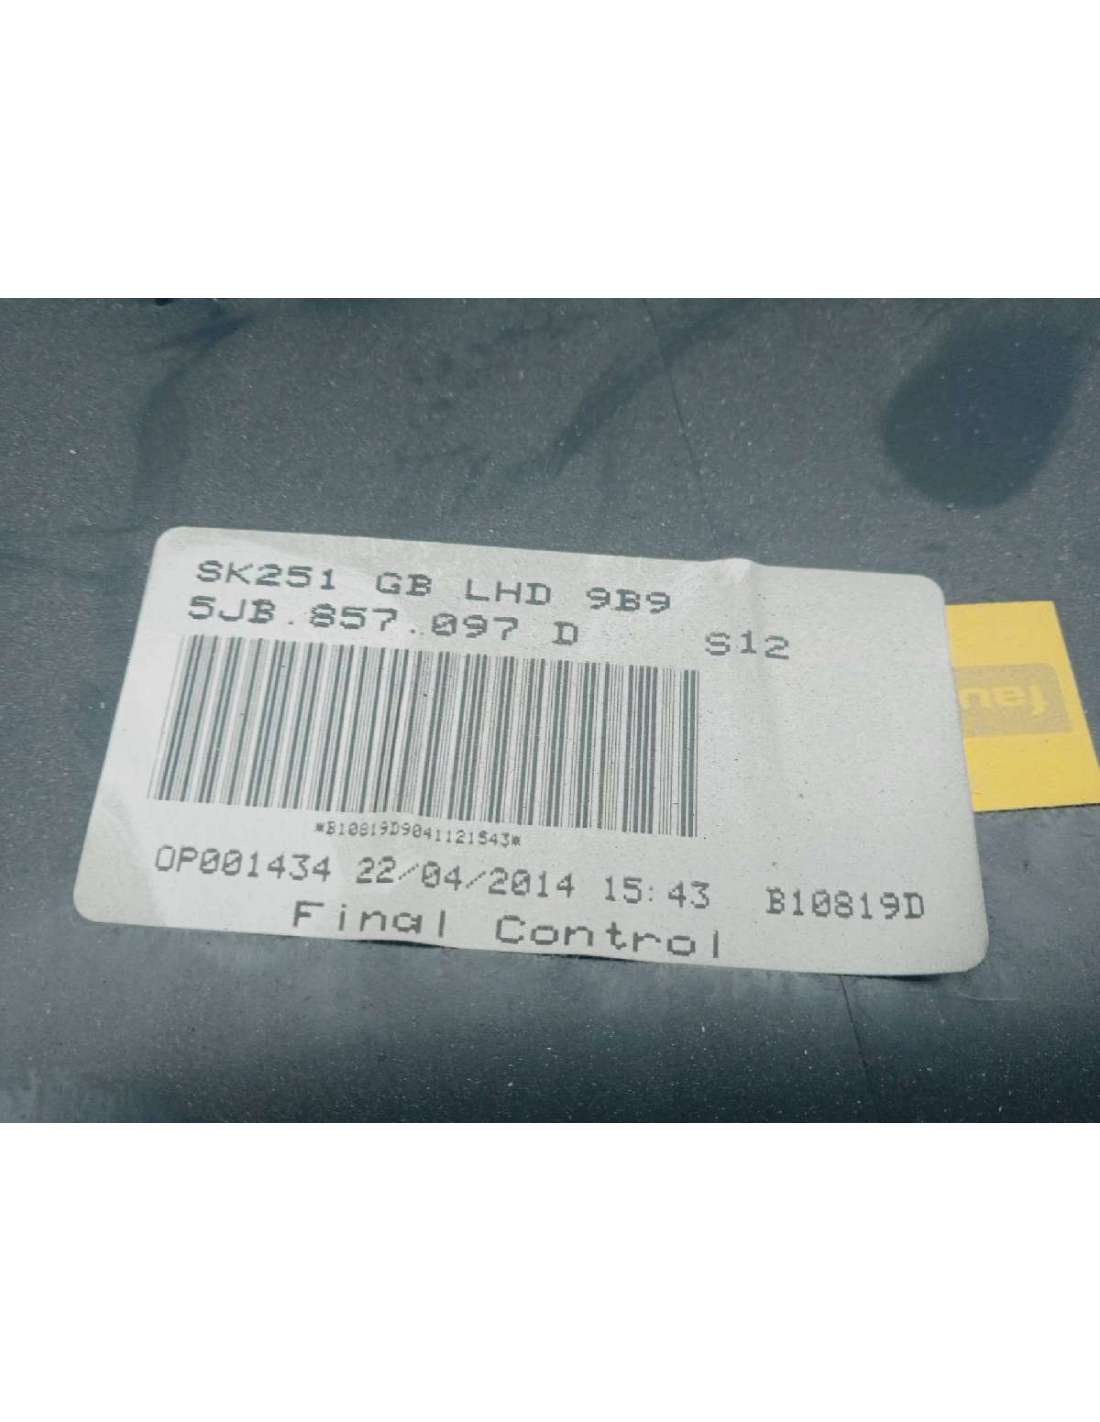 SK251 GB LHD 9B9
5JB.857.097 D S12
*B10819D9041121543*
OP001434 22/04/2014 15:43 B10819D
Final Control